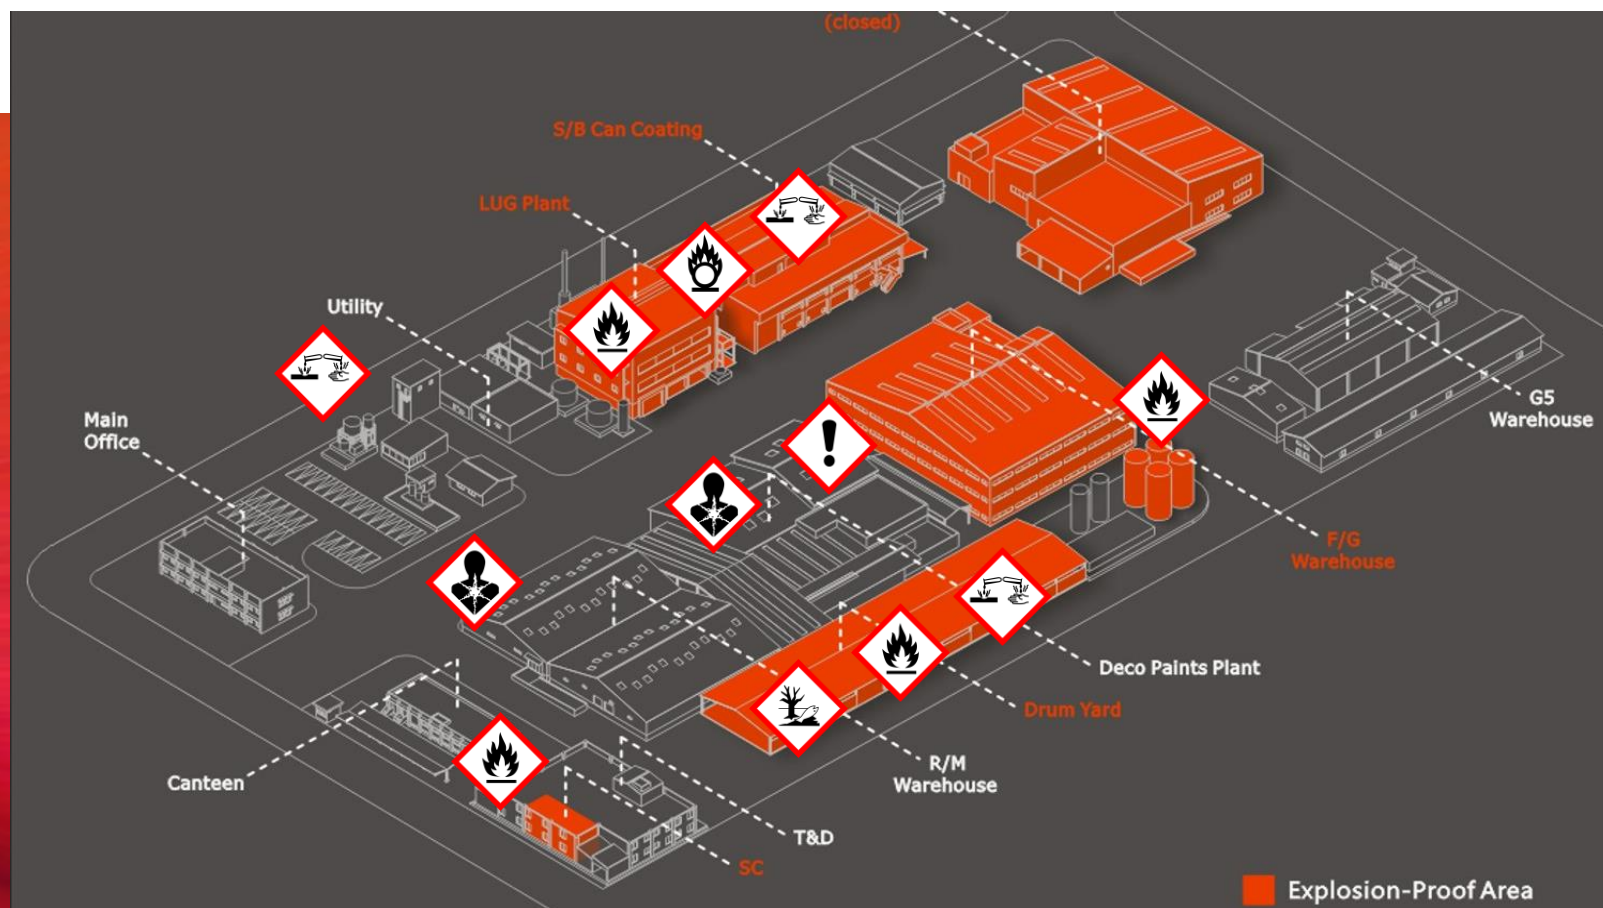 (closed)
S/B Can Coating
LUG Plant
Utility
Main
Office
G5
Warehouse
F/G
Warehouse
Deco Paints Plant
Drum Yard
R/M
Warehouse
Canteen
T&D
SC
Explosion-Proof Area